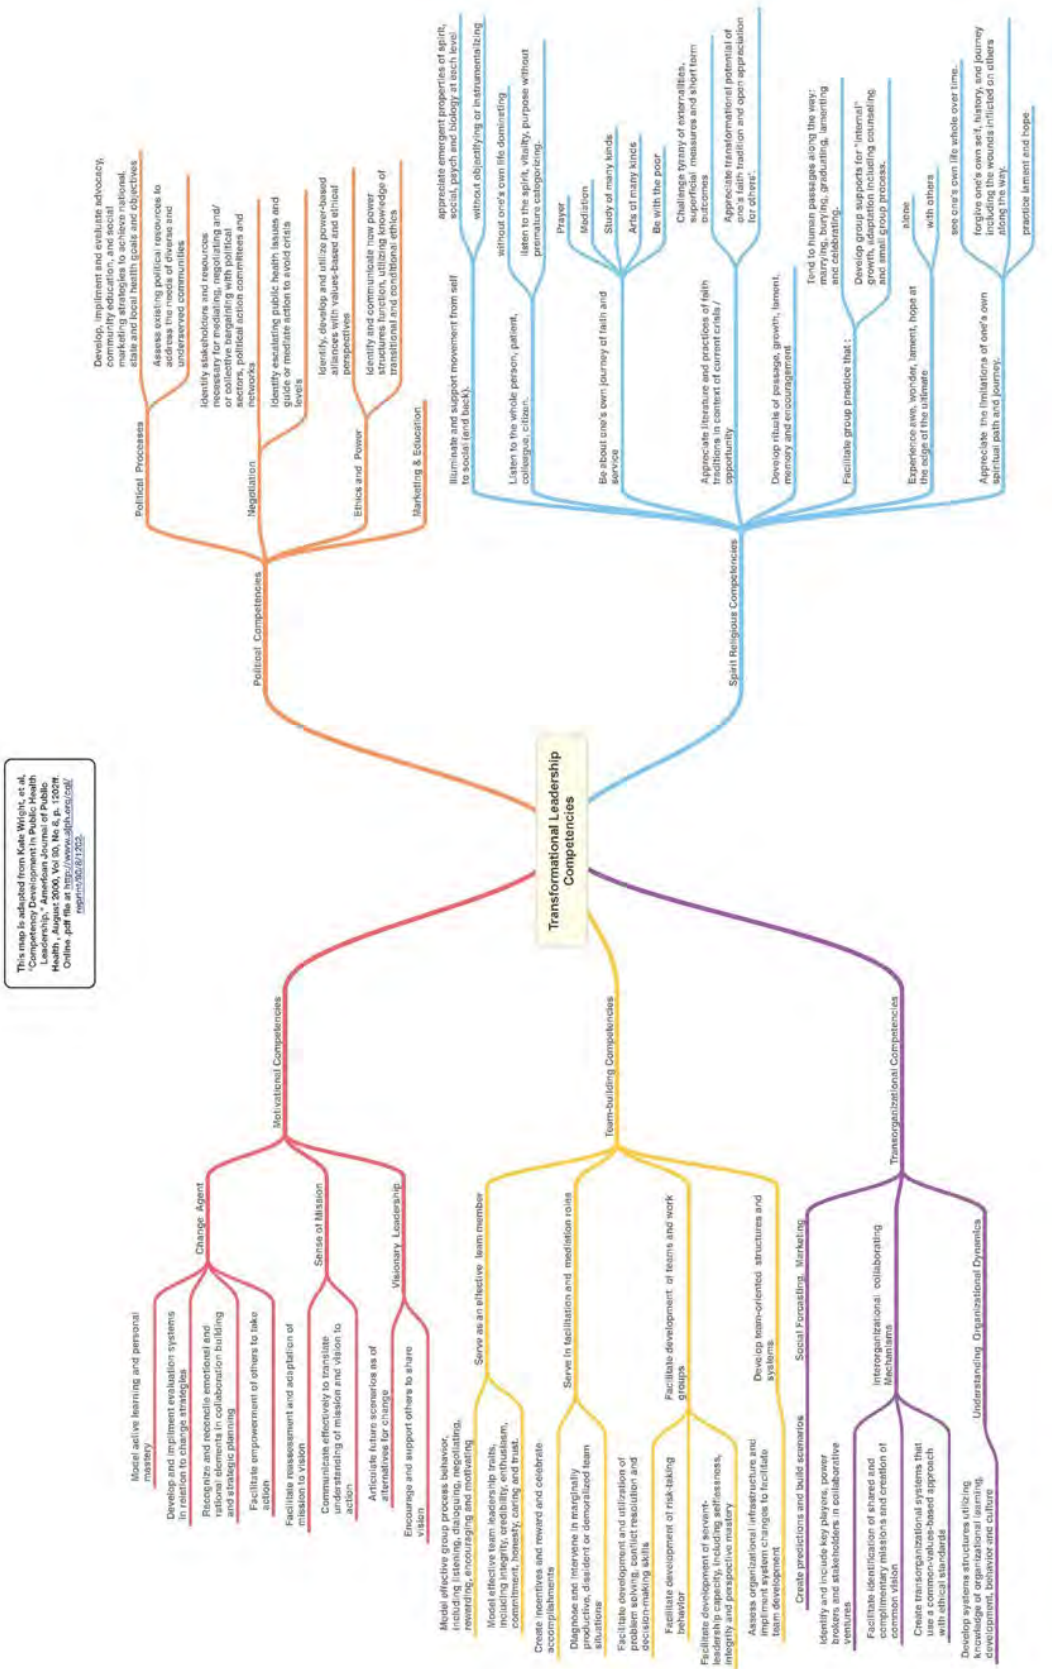 This map is adapted from Kate Wright, et al,
"Competency Development in Public Health
Leadership," American Journal of Public
Health, August 2000, Vol 90, No 8, p. 1202ff.
Online .pdf file at http://www.ajph.org/cgi/
reprint/90/8/1202.
Transformational Leadership
Competencies
Motivational Competencies
Change Agent
Model active learning and personal
mastery
Develop and impliment evaluation systems
in relation to change strategies
Recognize and reconcile emotional and
rational elements in collaboration building
and strategic planning
Facilitate empowerment of others to take
action
Sense of Mission
Facilitate reassessment and adaptation of
mission to vision
Communicate effectively to translate
understanding of mission and vision to
action
Visionary Leadership
Articulate future scenarios as of
alternatives for change
Encourage and support others to share
vision
Team-building Competencies
Serve as an effective team member
Model effective group process behavior,
including listening, dialoguing, negotiating,
rewarding, encouraging and motivating
Model effective team leadership traits,
including integrity, credibility, enthusiasm,
commitment, honesty, caring and trust.
Create incentives and reward and celebrate
accomplishments
Serve in facilitation and mediation roles
Diagnose and intervene in marginally
productive, dissident or demoralized team
situations
Facilitate development of teams and work
groups
Facilitate development and utilization of
problem solving, conflict resolution and
decision-making skills
Facilitate development of risk-taking
behavior
Facilitate development of servant-
leadership capacity, including selflessness,
integrity and perspective mastery
Develop team-oriented structures and
systems.
Assess organizational infrastructure and
impliment system changes to facilitate
team development
Transorganizational Competencies
Social Forcasting, Marketing
Create predictions and build scenarios
Interorganizational collaborating
Mechanisms
Identify and include key players, power
brokers and stakeholders in collaborative
ventures
Facilitate identification of shared and
complimentary missions and creation of
common vision
Create transorganizational systems that
use a common-values-based approach
with ethical standards
Understanding Organizational Dynamics
Develop systems structures utilizing
knowledge of organizational learning,
development, behavior and culture
Political Competencies
Political Processes
Develop, impliment and evaluate advocacy,
community education, and social
marketing strategies to achieve national,
state and local health goals and objectives
Assess existing political resources to
address the needs of diverse and
underserved communities
Negotiation
Identify stakeholders and resources
necessary for mediating, negotiating and/
or collective bargaining with political
sectors, political action committees and
networks
Identify escalating public health issues and
guide or mediate action to avoid crisis
levels
Ethics and Power
Identify, develop and utilize power-based
alliances with values-based and ethical
perspectives
Identify and communicate how power
structures function, utilizing knowledge of
transitional and conditional ethics
Marketing & Education
Spirit Religious Competencies
Illuminate and support movement from self
to social (and back).
appreciate emergent properties of spirit,
social, psych and biology at each level
without objectifying or instrumentalizing
Listen to the whole person, patient,
colleague, citizen.
without one's own life dominating
listen to the spirit, vitality, purpose without
premature categorizing.
Be about one's own journey of faith and
service
Prayer
Mediation
Study of many kinds
Arts of many kinds
Be with the poor
Appreciate literature and practices of faith
traditions in context of current crisis /
opportunity
Challenge tyranny of externalities,
superficial measures and short term
outcomes
Appreciate transformational potential of
one's faith tradition and open appreciation
for others'.
Develop rituals of passage, growth, lament,
memory and encouragement
Facilitate group practice that :
Tend to human passages along the way:
marrying, burying, graduating, lamenting
and celebrating.
Develop group supports for "internal"
growth, adaptation including counseling
and small group process.
Experience awe, wonder, lament, hope at
the edge of the ultimate
alone
with others
Appreciate the limitations of one's own
spiritual path and journey.
see one's own life whole over time.
forgive one's own self, history, and journey
including the wounds inflicted on others
along the way.
practice lament and hope